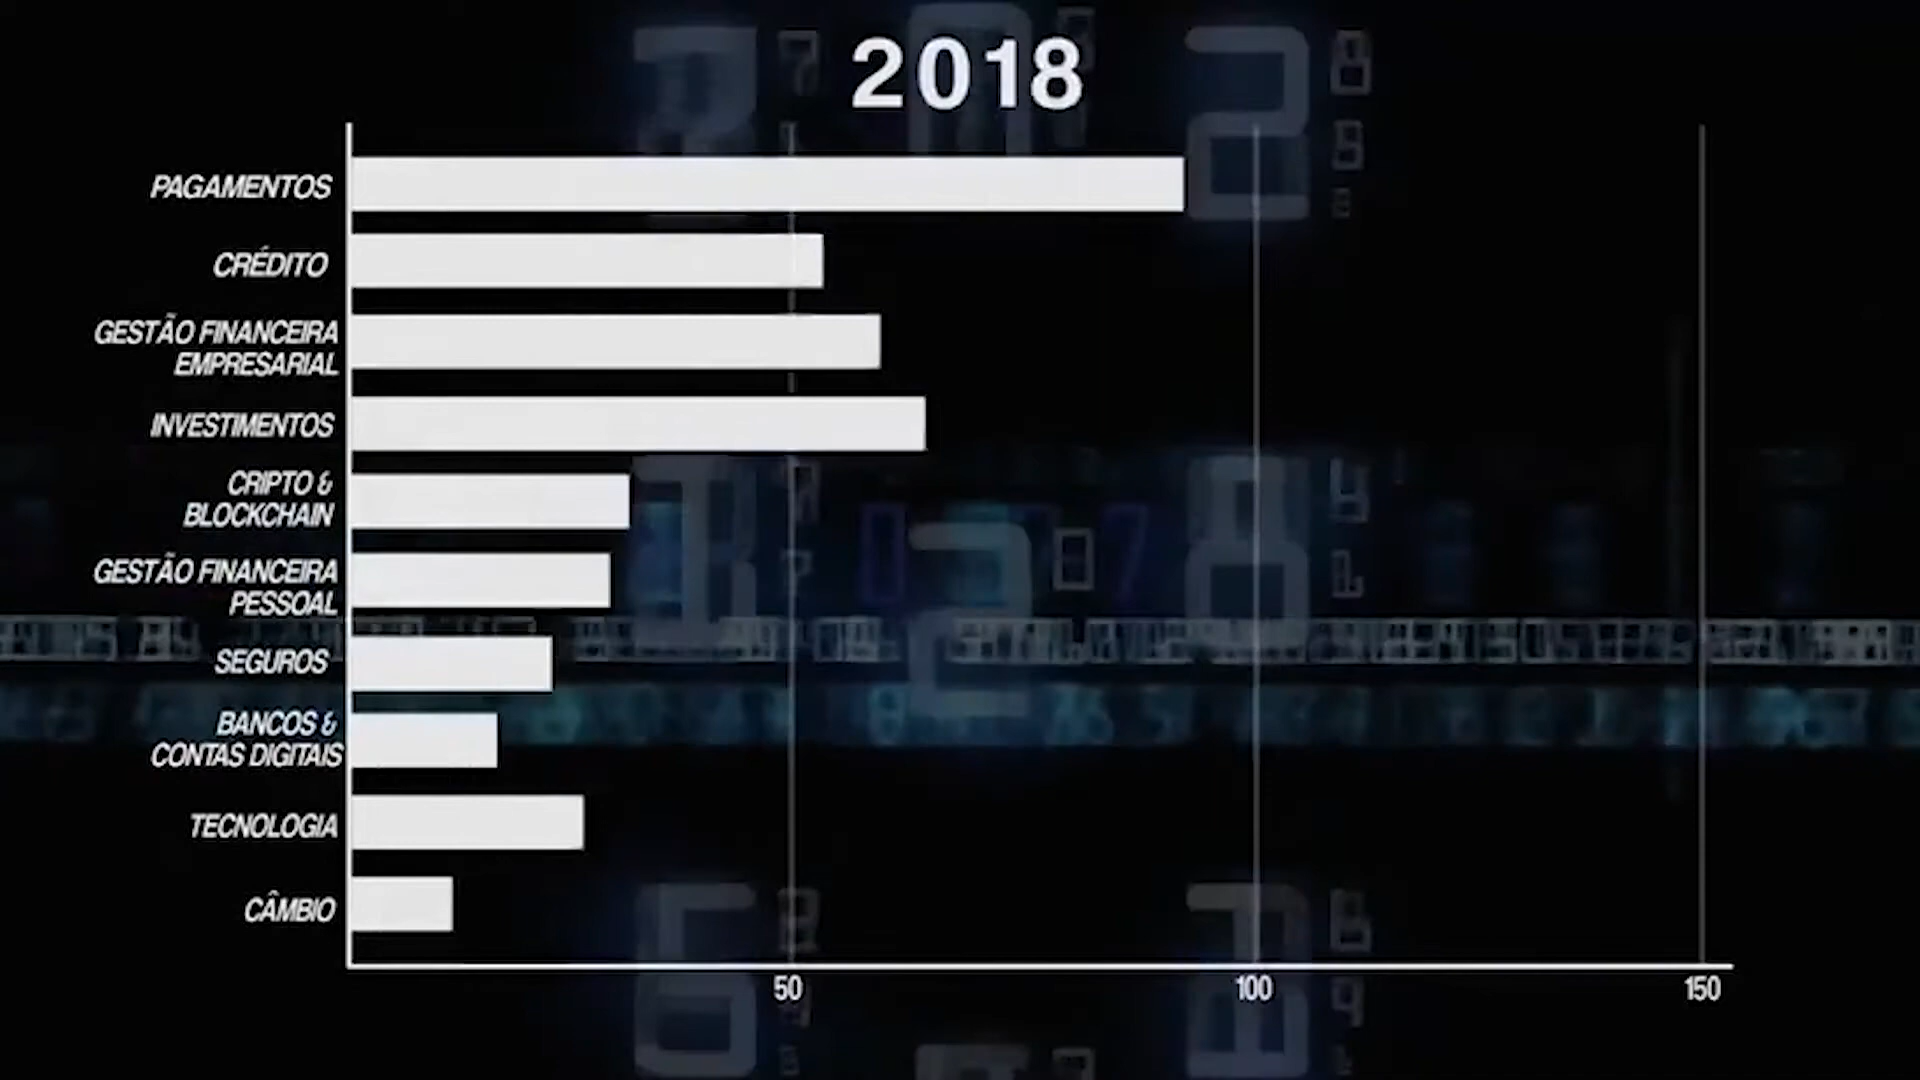 2018
PAGAMENTOS
CRÉDITO
GESTÃO FINANCEIRA
EMPRESARIAL
INVESTIMENTOS
CRIPTO &
BLOCKCHAIN
GESTÃO FINANCEIRA
PESSOAL
SEGUROS
BANCOS &
CONTAS DIGITAIS
TECNOLOGIA
CÂMBIO
50
100
150